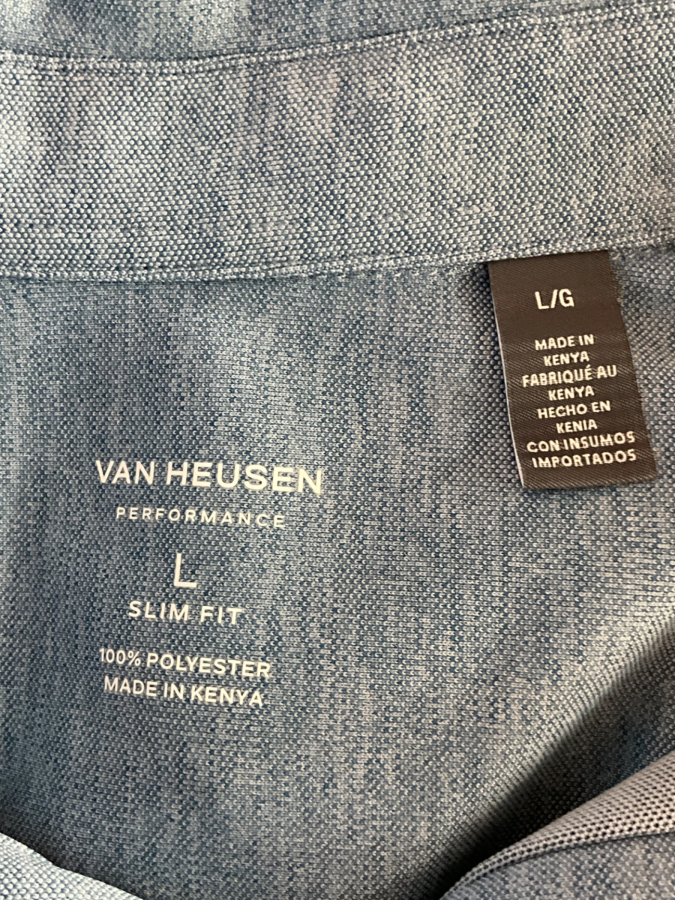 L/G
MADE IN
KENYA
FABRIQUÉ AU
KENYA
HECHO EN
KENIA
CON INSUMOS
IMPORTADOS
VAN HEUSEN
PERFORMANCE
L
SLIM FIT
100% POLYESTER
MADE IN KENYA